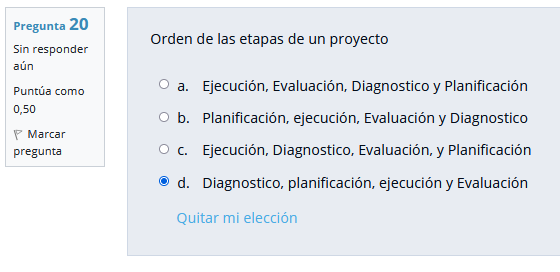 Pregunta 20
Sin responder
aún
Puntúa como
0,50
Marcar
pregunta
Orden de las etapas de un proyecto
a. Ejecución, Evaluación, Diagnostico y Planificación
b. Planificación, ejecución, Evaluación y Diagnostico
c. Ejecución, Diagnostico, Evaluación, y Planificación
d. Diagnostico, planificación, ejecución y Evaluación
Quitar mi elección